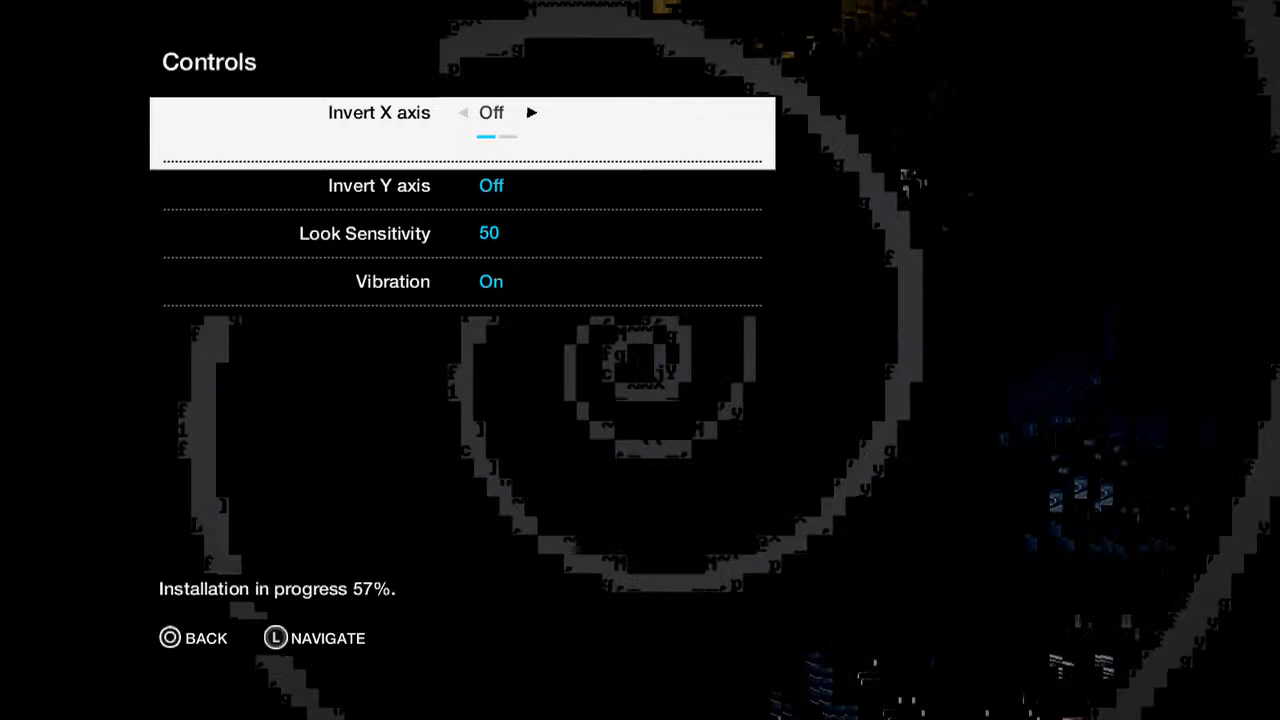 Controls
Invert X axis Off
Invert Y axis Off
Look Sensitivity 50
Vibration On
Installation in progress 57%.
BACK L NAVIGATE